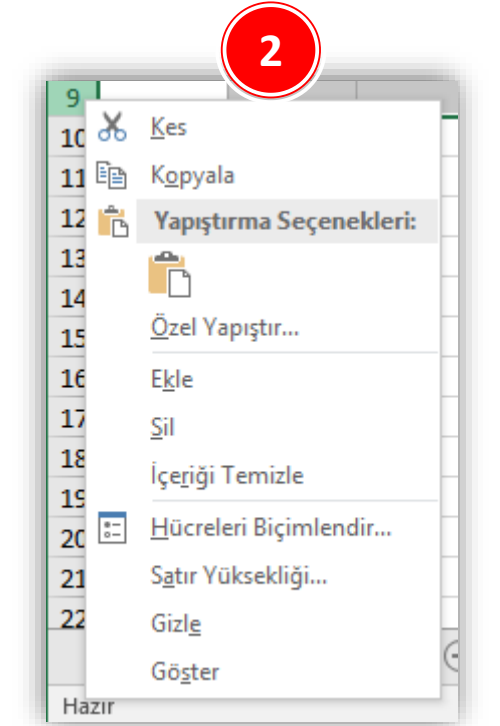 2
9
10
11
12
13
14
15
16
17
18
19
20
21
22
Kes
Kopyala
Yapıştırma Seçenekleri:
Özel Yapıştır...
Ekle
Sil
İçeriği Temizle
Hücreleri Biçimlendir...
Satır Yüksekliği...
Gizle
Göster
Hazır